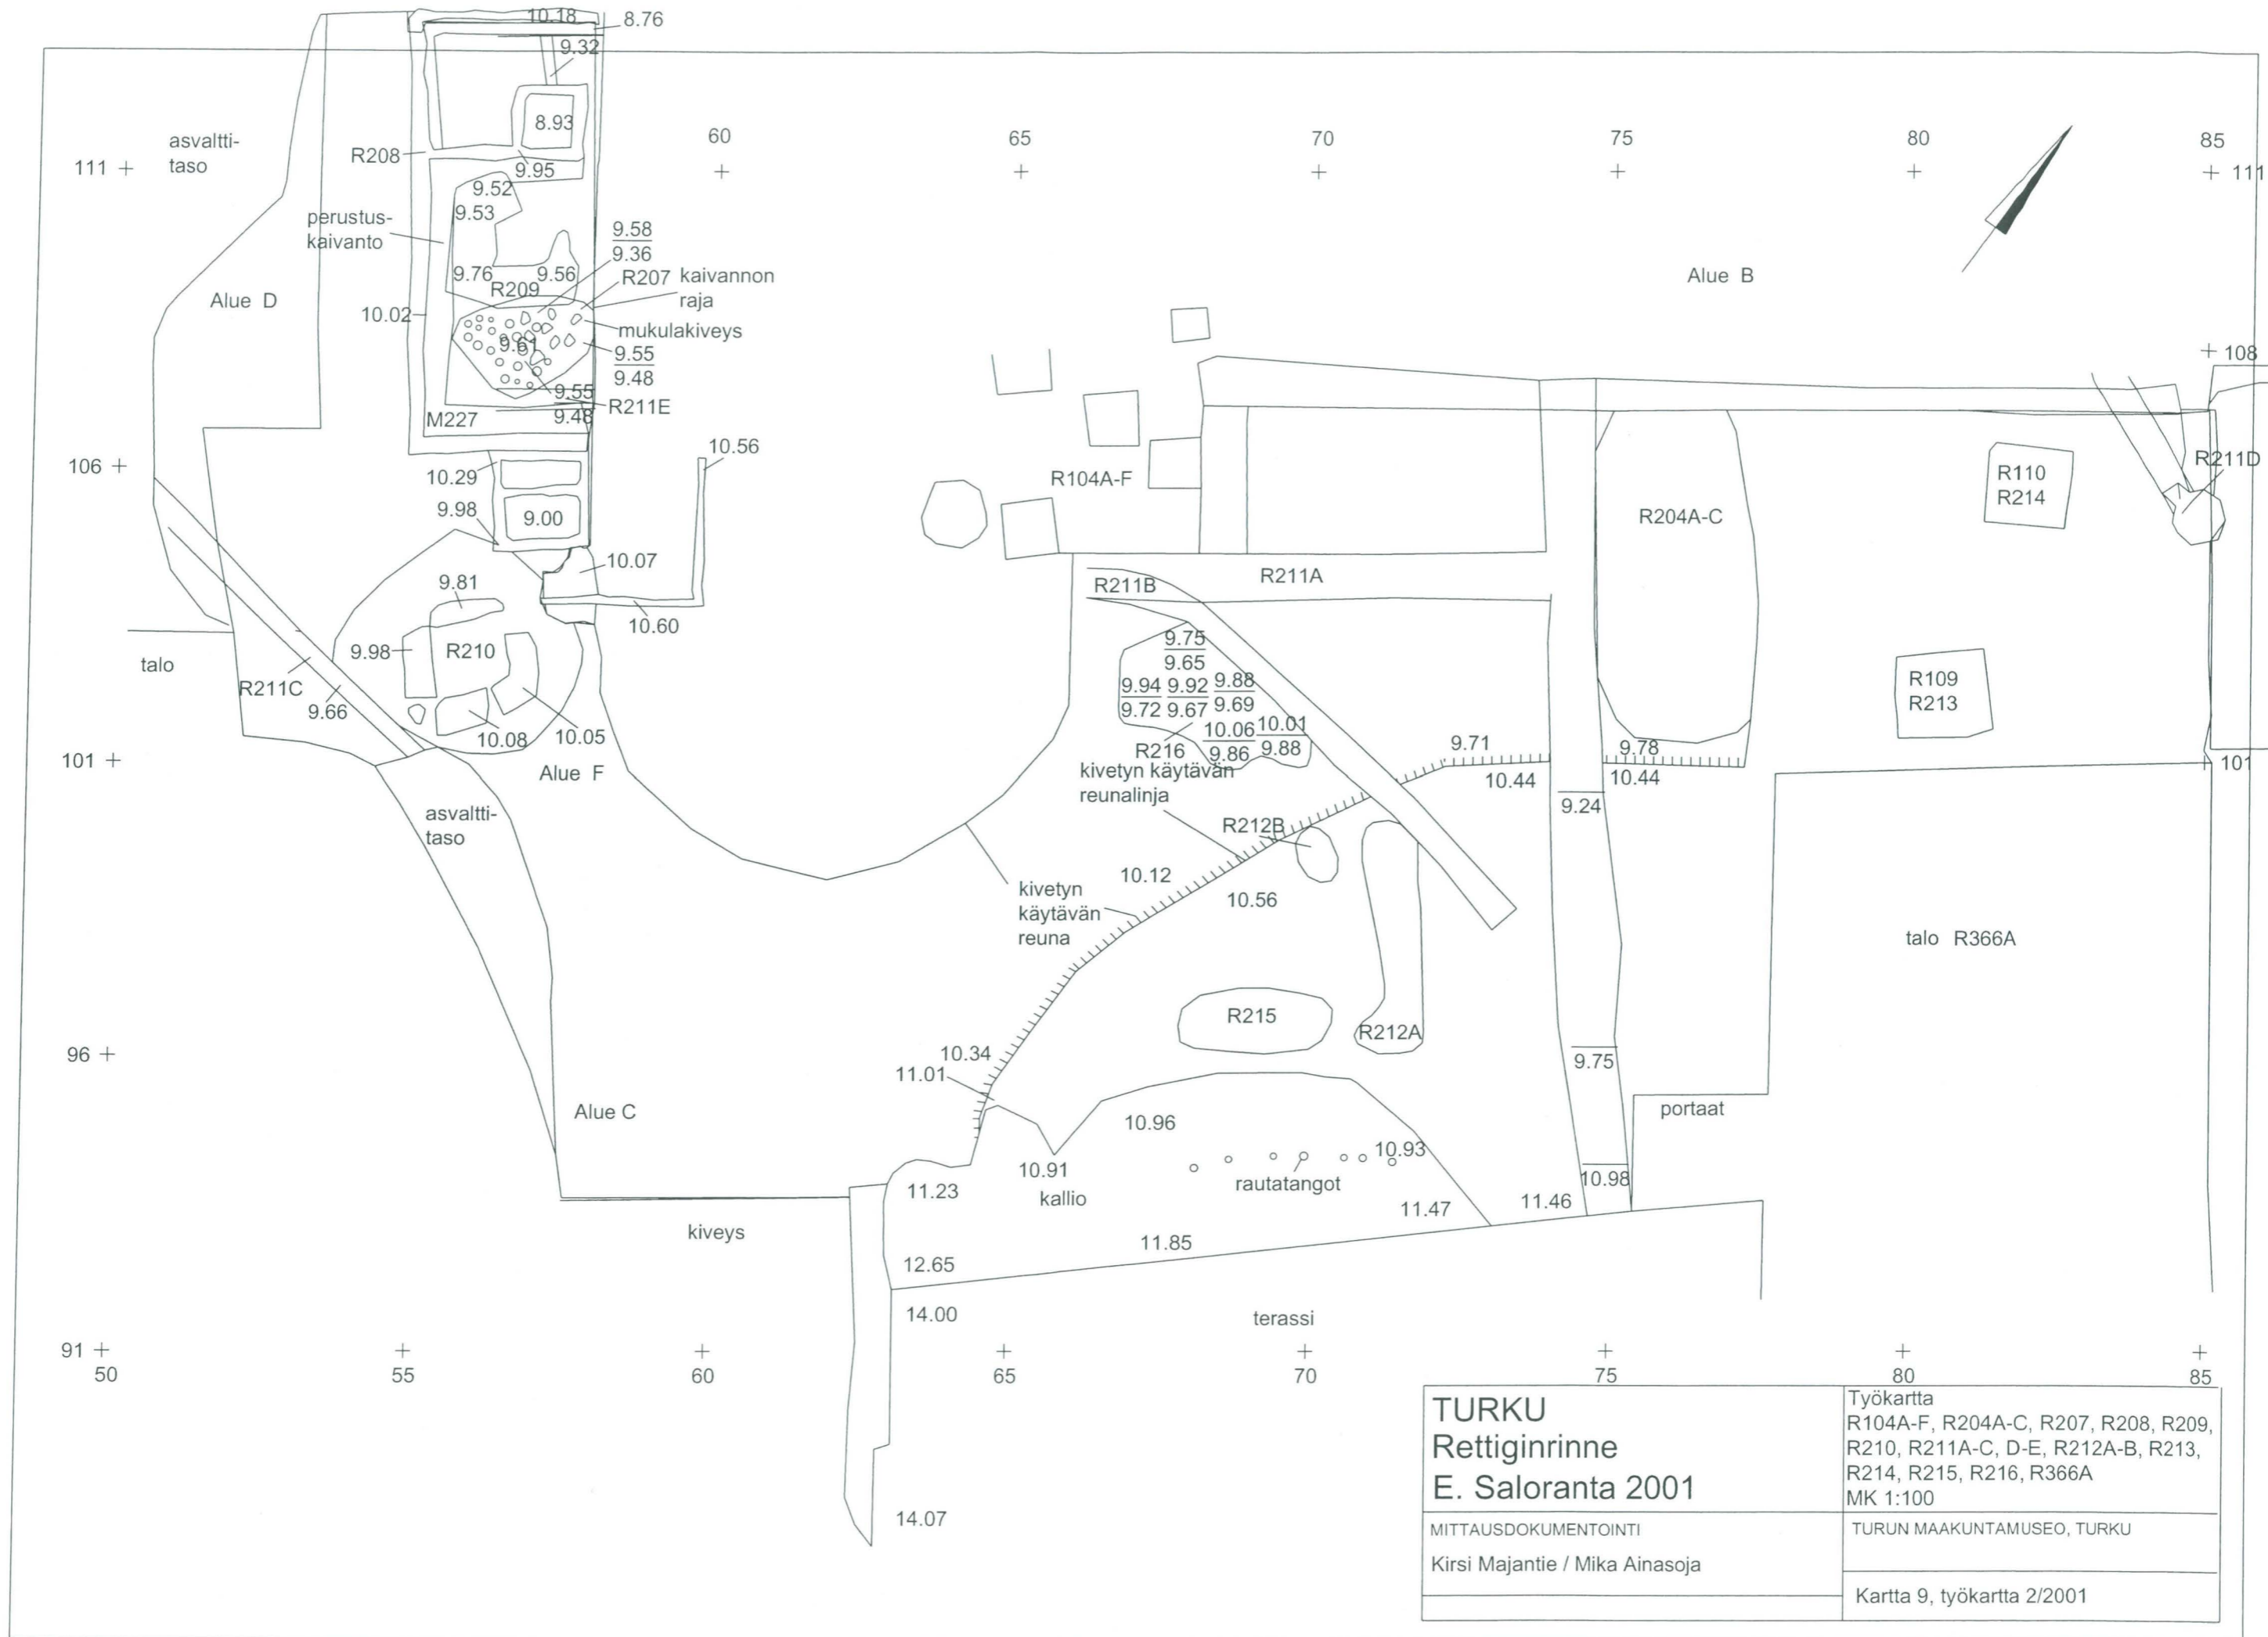 10.18
8.76
9.32
8.93
asvaltti-
taso
60
65
70
75
80
85
R208
9.95
111
111
9.52
9.53
perustus-
kaivanto
9.58
9.36
9.76
9.56
R209
R207
kaivannon
raja
Alue B
Alue D
10.02
mukulakiveys
9.61
9.55
9.48
108
9.55
9.48
R211E
M227
10.56
106
10.29
R104A-F
R211D
R110
R214
9.98
9.00
R204A-C
10.07
9.81
R211B
R211A
10.60
9.98
R210
talo
9.75
9.65
R211C
9.66
9.94
9.72
9.92
9.67
9.88
9.69
R109
R213
10.08
10.05
10.06
9.86
10.01
9.88
R216
9.71
9.78
101
Alue F
101
kivetyn käytävän
reunalinja
10.44
10.44
9.24
asvaltti-
taso
R212B
10.12
10.56
kivetyn
käytävän
reuna
talo R366A
R215
R212A
96
10.34
11.01
9.75
Alue C
portaat
10.96
10.93
10.91
kallio
rautatangot
10.98
11.23
11.47
11.46
kiveys
11.85
12.65
14.00
terassi
91
50
55
60
65
70
75
80
85
14.07
TURKU
Rettiginrinne
E. Saloranta 2001
Työkartta
R104A-F, R204A-C, R207, R208, R209,
R210, R211A-C, D-E, R212A-B, R213,
R214, R215, R216, R366A
MK 1:100
MITTAUSDOKUMENTOINTI
Kirsi Majantie / Mika Ainasoja
TURUN MAAKUNTAMUSEO, TURKU
Kartta 9, työkartta 2/2001